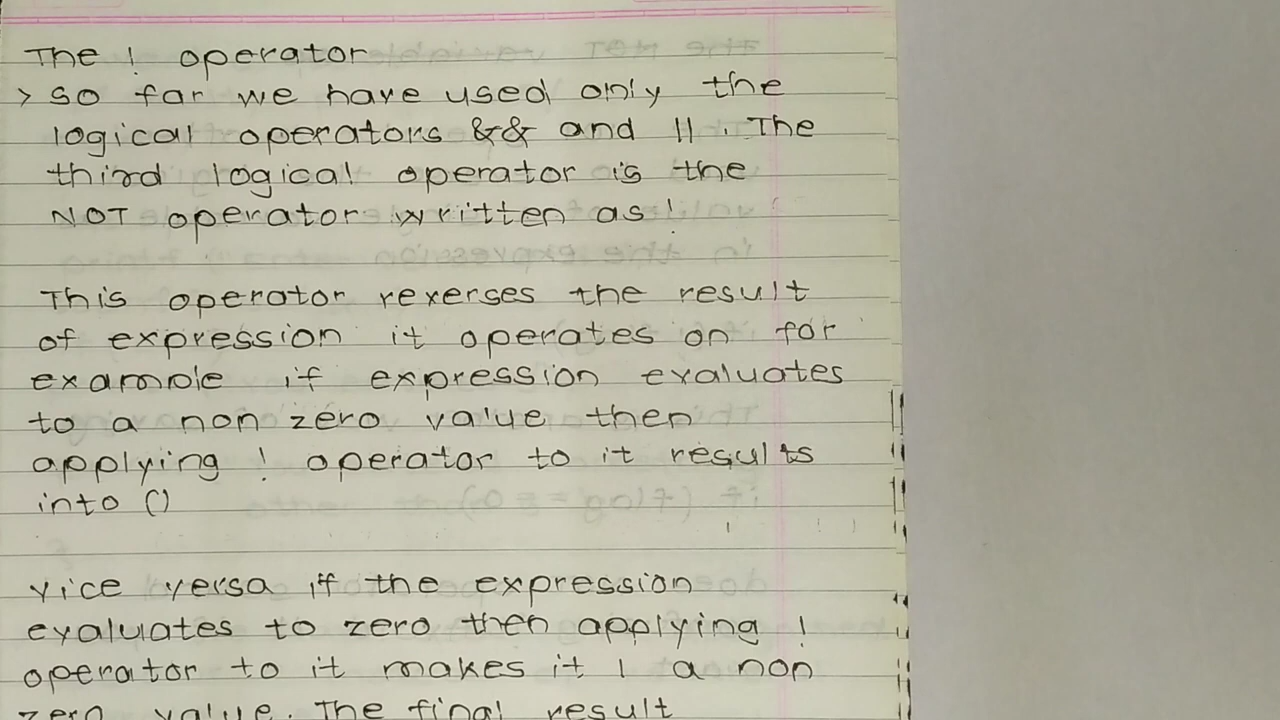 The ! operator
> so far we have used only the
logical operators && and ||. The
third logical operator is the
NOT operator written as !
This operator reverses the result
of expression it operates on for
example if expression evaluates
to a non zero value then
applying ! operator to it results
into 0
vice versa if the expression
evaluates to zero then applying !
operator to it makes it 1 a non
zero value. The final result